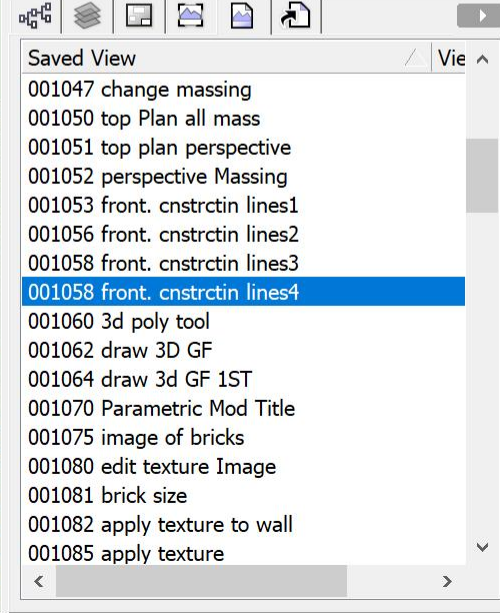 Saved View
Vie
001047 change massing
001050 top Plan all mass
001051 top plan perspective
001052 perspective Massing
001053 front. cnstrctin lines1
001056 front. cnstrctin lines2
001058 front. cnstrctin lines3
001058 front. cnstrctin lines4
001060 3d poly tool
001062 draw 3D GF
001064 draw 3d GF 1ST
001070 Parametric Mod Title
001075 image of bricks
001080 edit texture Image
001081 brick size
001082 apply texture to wall
001085 apply texture